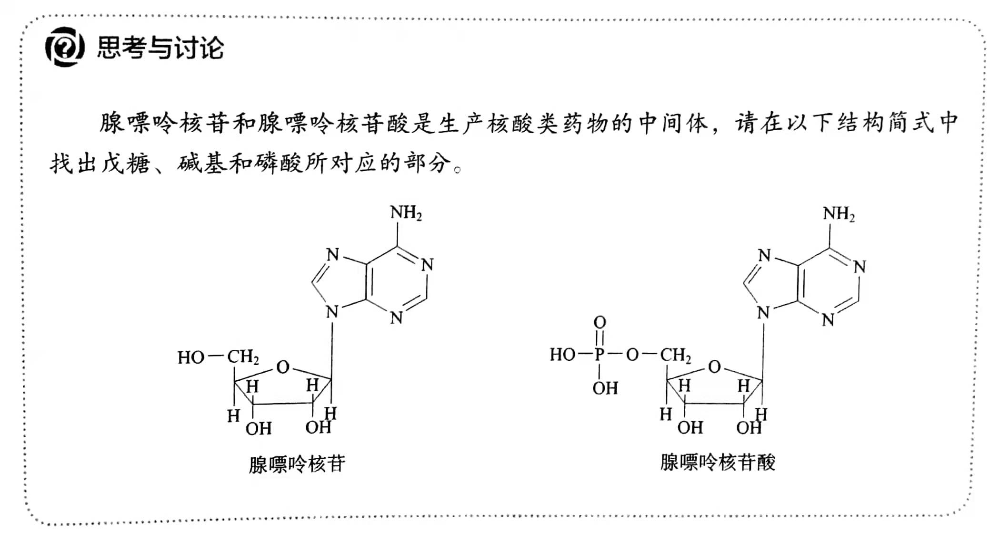 思考与讨论
腺嘌呤核苷和腺嘌呤核苷酸是生产核酸类药物的中间体，请在以下结构简式中
找出戊糖、碱基和磷酸所对应的部分。
NH₂ NH₂
N N N N
N N N N
O
HO—CH₂ O HO—P—O—CH₂ O
H H OH H H
H H H H
OH OH OH OH
腺嘌呤核苷 腺嘌呤核苷酸